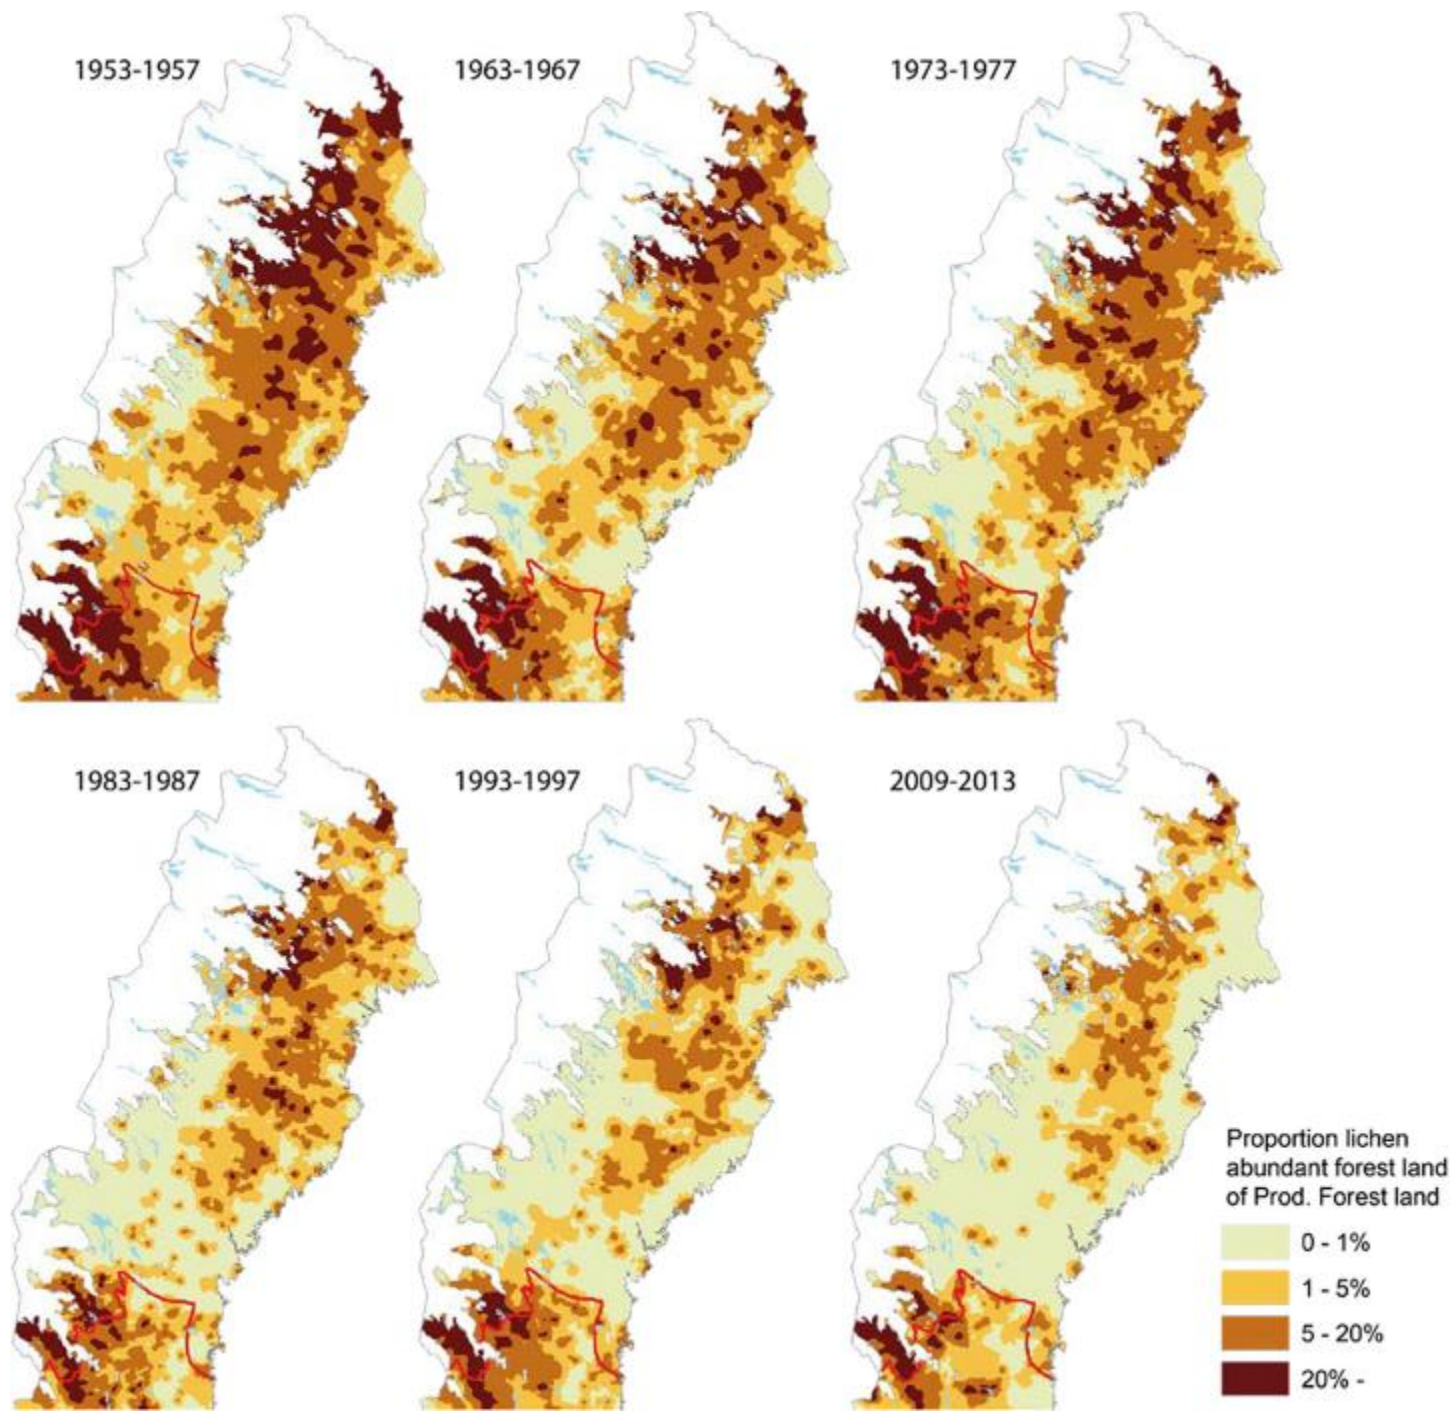 1953-1957
1963-1967
1973-1977
1983-1987
1993-1997
2009-2013
Proportion lichen
abundant forest land
of Prod. Forest land
0 - 1%
1 - 5%
5 - 20%
20% -